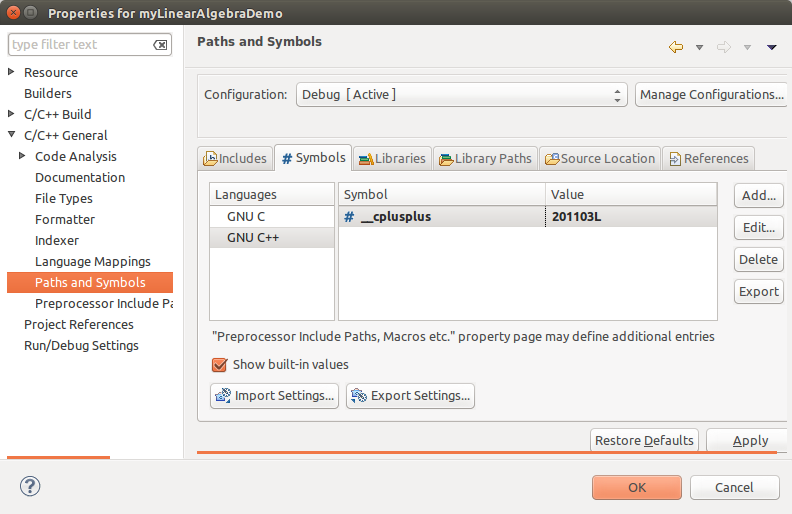 Properties for myLinearAlgebraDemo
type filter text
Resource
Builders
C/C++ Build
C/C++ General
Code Analysis
Documentation
File Types
Formatter
Indexer
Language Mappings
Paths and Symbols
Preprocessor Include Pa
Project References
Run/Debug Settings
Paths and Symbols
Configuration: Debug [ Active ] Manage Configurations...
Includes # Symbols Libraries Library Paths Source Location References
Languages Symbol Value
GNU C # __cplusplus 201103L
GNU C++
Add...
Edit...
Delete
Export
"Preprocessor Include Paths, Macros etc." property page may define additional entries
Show built-in values
Import Settings... Export Settings...
Restore Defaults Apply
? OK Cancel